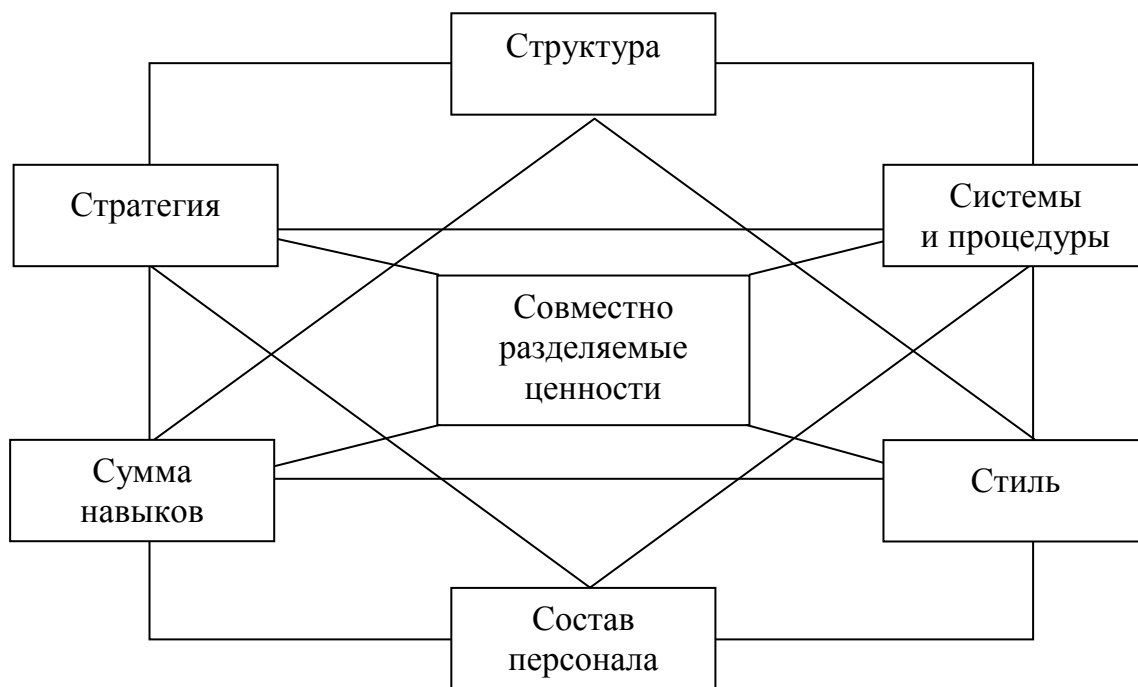 Структура
Стратегия
Системы
и процедуры
Совместно
разделяемые
ценности
Сумма
навыков
Стиль
Состав
персонала